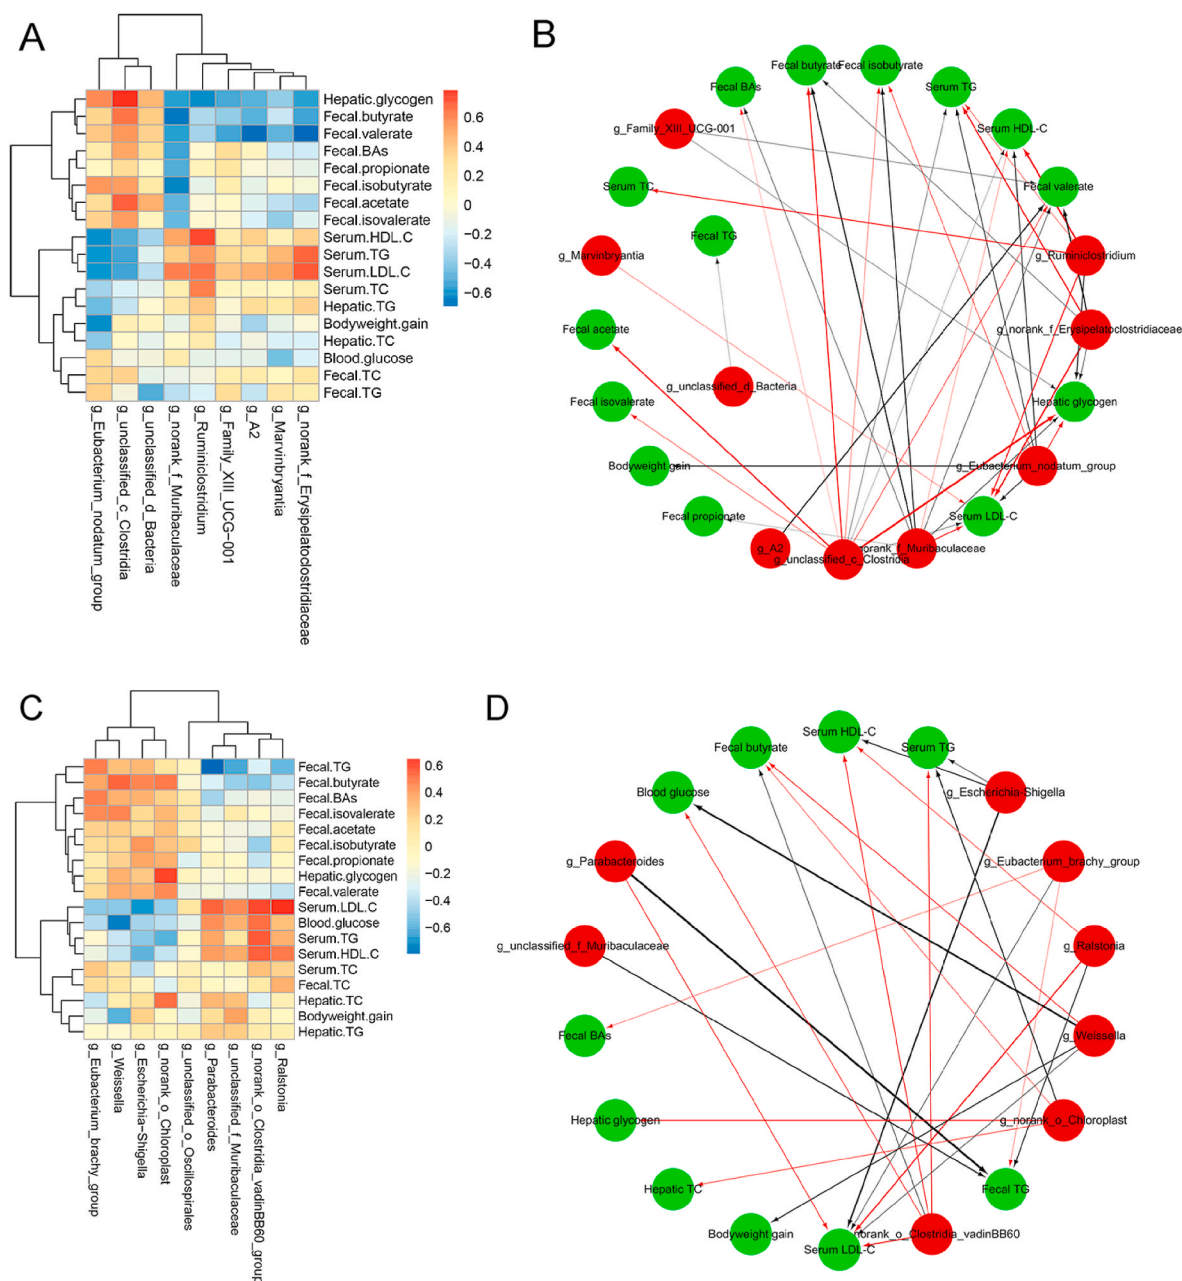 A
Hepatic.glycogen
Fecal.butyrate
Fecal.valerate
Fecal.BAs
Fecal.propionate
Fecal.isobutyrate
Fecal.acetate
Fecal.isovalerate
Serum.HDL.C
Serum.TG
Serum.LDL.C
Serum.TC
Hepatic.TG
Bodyweight.gain
Hepatic.TC
Blood.glucose
Fecal.TC
Fecal.TG
0.6
0.4
0.2
0
−0.2
−0.4
−0.6
g_Eubacterium_nodatum_group
g_unclassified_c_Clostridia
g_unclassified_d_Bacteria
g_norank_f_Muribaculaceae
g_Ruminiclostridium
g_Family_XIII_UCG−001
g_A2
g_Marvinbryantia
g_norank_f_Erysipelatoclostridiaceae
B
Fecal butyrate
Fecal isobutyrate
Fecal BAs
Serum TG
g_Family_XIII_UCG-001
Serum HDL-C
Serum TC
Fecal valerate
Fecal TG
g_Marvinbryantia
g_Ruminiclostridium
Fecal acetate
g_norank_f_Erysipelatoclostridiaceae
g_unclassified_d_Bacteria
Fecal isovalerate
Hepatic glycogen
Bodyweight gain
g_Eubacterium_nodatum_group
Fecal propionate
Serum LDL-C
g_A2
norank_f_Muribaculaceae
g_unclassified_c_Clostridia
C
Fecal.TG
Fecal.butyrate
Fecal.BAs
Fecal.isovalerate
Fecal.acetate
Fecal.isobutyrate
Fecal.propionate
Hepatic.glycogen
Fecal.valerate
Serum.LDL.C
Blood.glucose
Serum.TG
Serum.HDL.C
Serum.TC
Fecal.TC
Hepatic.TC
Bodyweight.gain
Hepatic.TG
0.6
0.4
0.2
0
−0.2
−0.4
−0.6
g_Eubacterium_brachy_group
g_Weissella
g_Escherichia−Shigella
g_norank_o_Chloroplast
g_unclassified_o_Oscillospirales
g_Parabacteroides
g_unclassified_f_Muribaculaceae
g_norank_o_Clostridia_vadinBB60_group
g_Ralstonia
D
Serum HDL-C
Fecal butyrate
Serum TG
Blood glucose
g_Escherichia-Shigella
g_Parabacteroides
g_Eubacterium_brachy_group
g_unclassified_f_Muribaculaceae
g_Ralstonia
Fecal BAs
g_Weissella
Hepatic glycogen
g_norank_o_Chloroplast
Hepatic TC
Fecal TG
Bodyweight gain
norank_o_Clostridia_vadinBB60
Serum LDL-C